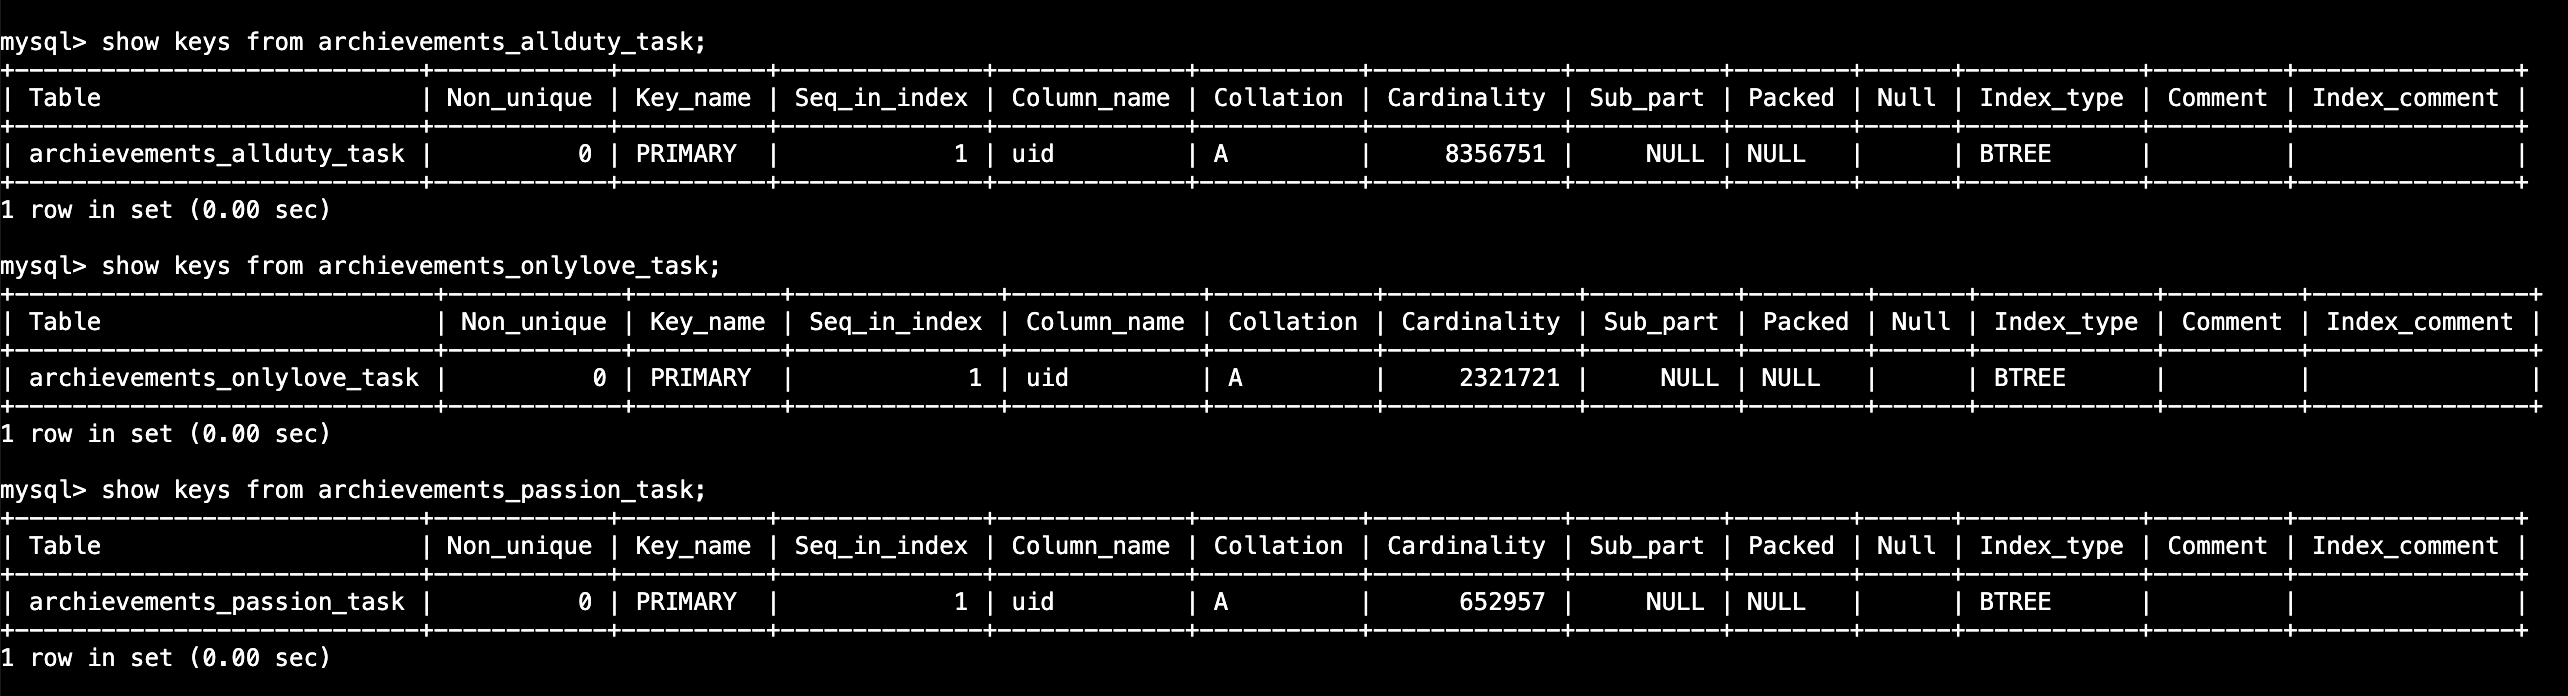 mysql> show keys from archievements_allduty_task;
+----------------------------+------------+----------+--------------+-------------+-----------+-------------+----------+--------+------+------------+---------+---------------+
| Table                      | Non_unique | Key_name | Seq_in_index | Column_name | Collation | Cardinality | Sub_part | Packed | Null | Index_type | Comment | Index_comment |
+----------------------------+------------+----------+--------------+-------------+-----------+-------------+----------+--------+------+------------+---------+---------------+
| archievements_allduty_task |          0 | PRIMARY  |            1 | uid         | A         |     8356751 |     NULL | NULL   |      | BTREE      |         |               |
+----------------------------+------------+----------+--------------+-------------+-----------+-------------+----------+--------+------+------------+---------+---------------+
1 row in set (0.00 sec)
mysql> show keys from archievements_onlylove_task;
+-----------------------------+------------+----------+--------------+-------------+-----------+-------------+----------+--------+------+------------+---------+---------------+
| Table                       | Non_unique | Key_name | Seq_in_index | Column_name | Collation | Cardinality | Sub_part | Packed | Null | Index_type | Comment | Index_comment |
+-----------------------------+------------+----------+--------------+-------------+-----------+-------------+----------+--------+------+------------+---------+---------------+
| archievements_onlylove_task |          0 | PRIMARY  |            1 | uid         | A         |     2321721 |     NULL | NULL   |      | BTREE      |         |               |
+-----------------------------+------------+----------+--------------+-------------+-----------+-------------+----------+--------+------+------------+---------+---------------+
1 row in set (0.00 sec)
mysql> show keys from archievements_passion_task;
+----------------------------+------------+----------+--------------+-------------+-----------+-------------+----------+--------+------+------------+---------+---------------+
| Table                      | Non_unique | Key_name | Seq_in_index | Column_name | Collation | Cardinality | Sub_part | Packed | Null | Index_type | Comment | Index_comment |
+----------------------------+------------+----------+--------------+-------------+-----------+-------------+----------+--------+------+------------+---------+---------------+
| archievements_passion_task |          0 | PRIMARY  |            1 | uid         | A         |      652957 |     NULL | NULL   |      | BTREE      |         |               |
+----------------------------+------------+----------+--------------+-------------+-----------+-------------+----------+--------+------+------------+---------+---------------+
1 row in set (0.00 sec)